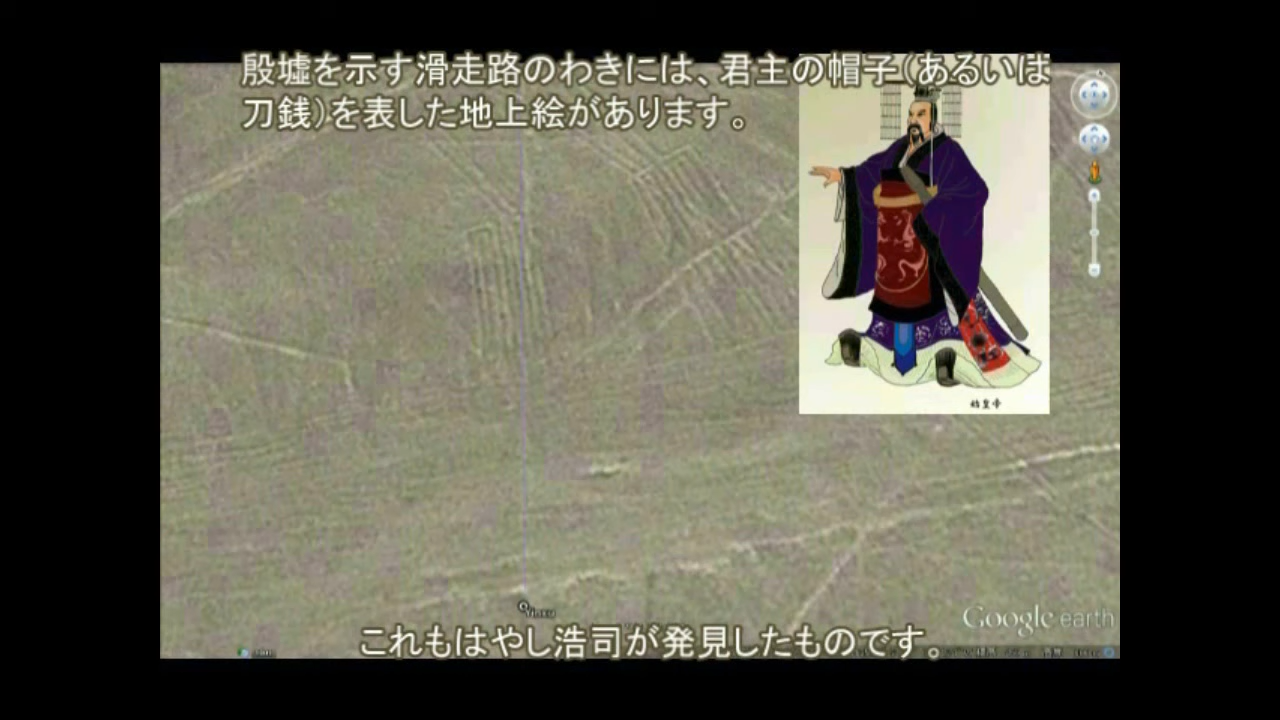 殷墟を示す滑走路のわきには、君主の帽子(あるいは
刀銭)を表した地上絵があります。
始皇帝
Google earth
これもはやし浩司が発見したものです。